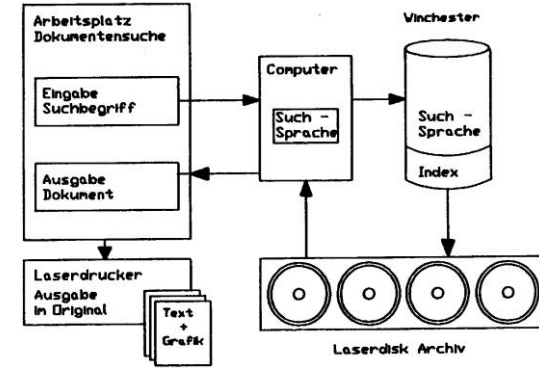 Arbeitsplatz
Dokumentensuche
Eingabe
Suchbegriff
Ausgabe
Dokument
Laserdrucker
Ausgabe
in Original
Text
+
Grafik
Computer
Such -
Sprache
Winchester
Such -
Sprache
Index
Laserdisk Archiv